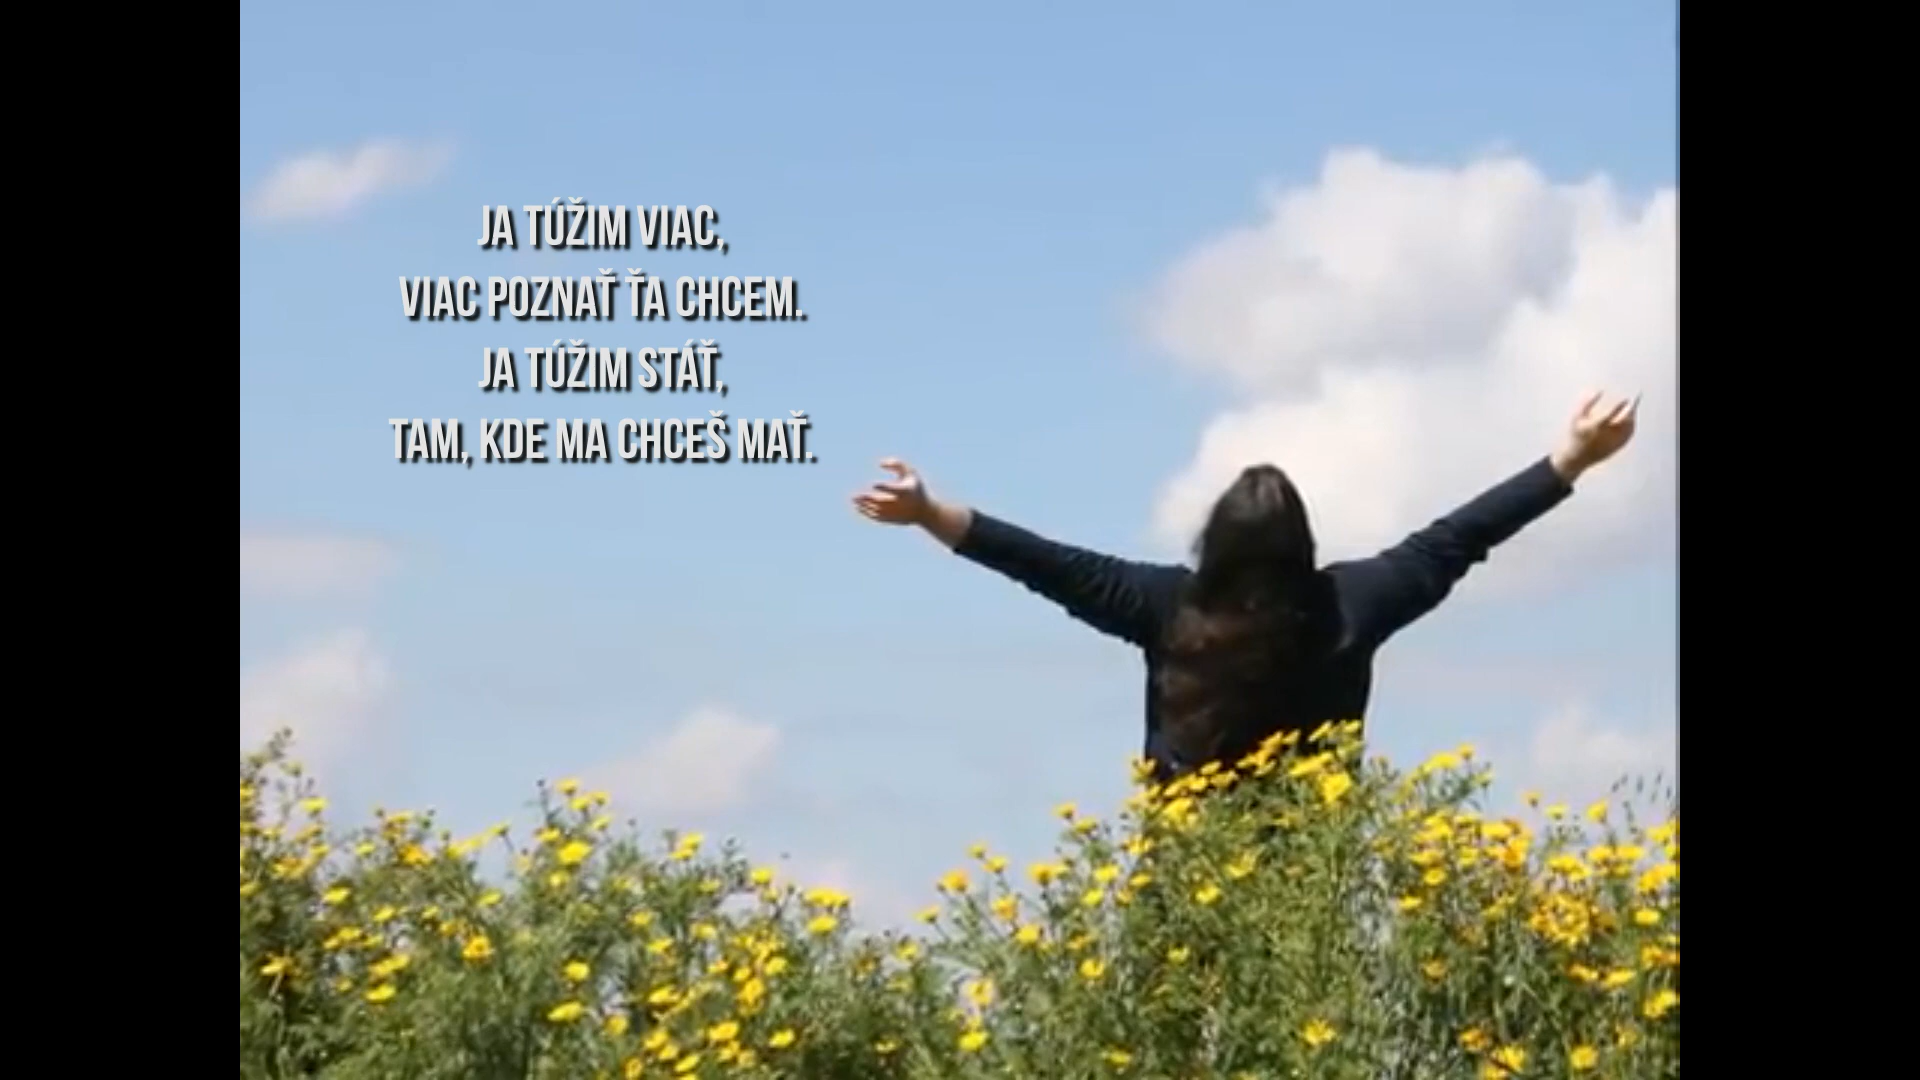 JA TÚŽIM VIAC,
VIAC POZNAŤ ŤA CHCEM.
JA TÚŽIM STÁŤ,
TAM, KDE MA CHCEŠ MAŤ.